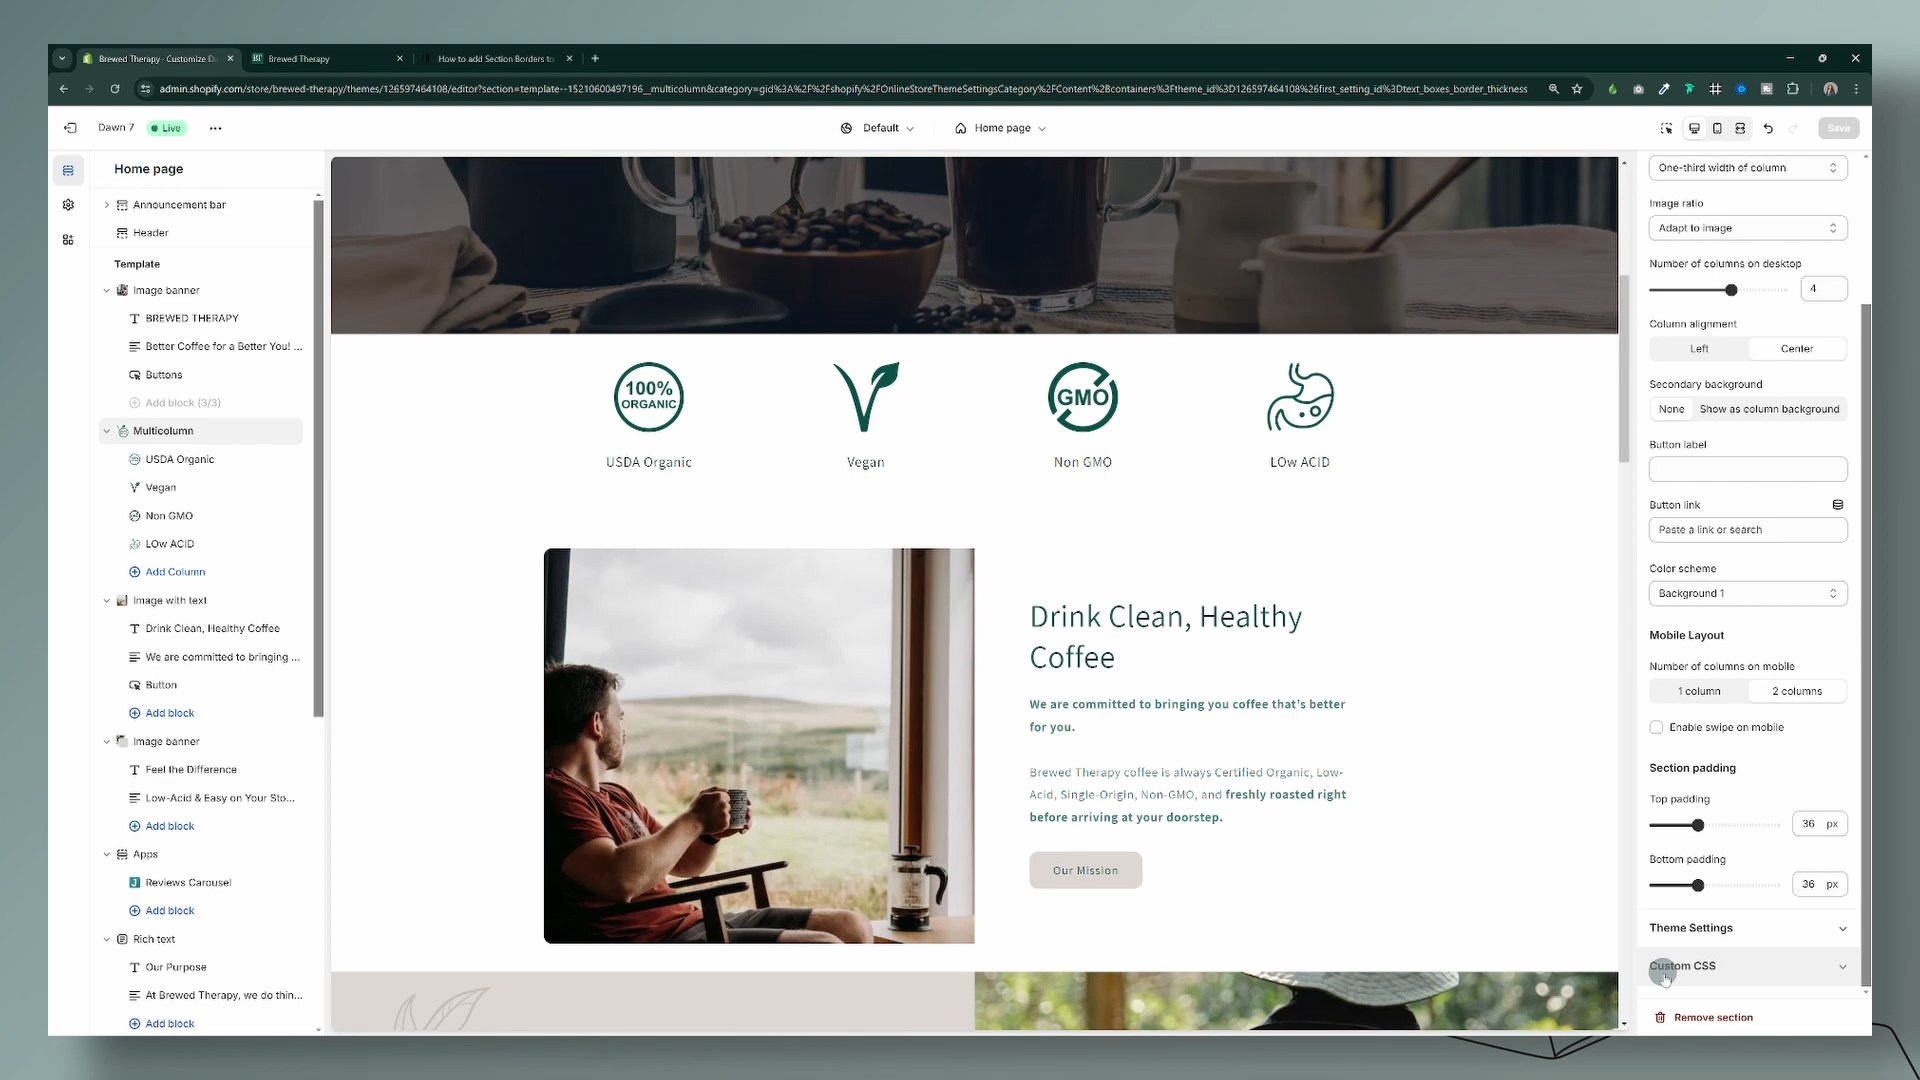 Brewed Therapy · Customize Da
Brewed Therapy
How to add Section Borders to
admin.shopify.com/store/brewed-therapy/themes/126597464108/editor?section=template--15210600497196__multicolumn&category=gid%3A%2F%2Fshopify%2FOnlineStoreThemeSettingsCategory%2FContent%2Bcontainers%3Ftheme_id%3D126597464108%26first_setting_id%3Dtext_boxes_border_thickness
Dawn 7
Live
Default
Home page
Save
Home page
Announcement bar
Header
Template
Image banner
BREWED THERAPY
Better Coffee for a Better You! ...
Buttons
Add block (3/3)
Multicolumn
USDA Organic
Vegan
Non GMO
LOw ACID
Add Column
Image with text
Drink Clean, Healthy Coffee
We are committed to bringing ...
Button
Add block
Image banner
Feel the Difference
Low-Acid & Easy on Your Sto...
Add block
Apps
Reviews Carousel
Add block
Rich text
Our Purpose
At Brewed Therapy, we do thin...
Add block
100%
ORGANIC
GMO
USDA Organic
Vegan
Non GMO
LOw ACID
Drink Clean, Healthy
Coffee
We are committed to bringing you coffee that's better
for you.
Brewed Therapy coffee is always Certified Organic, Low-
Acid, Single-Origin, Non-GMO, and freshly roasted right
before arriving at your doorstep.
Our Mission
One-third width of column
Image ratio
Adapt to image
Number of columns on desktop
4
Column alignment
Left
Center
Secondary background
None
Show as column background
Button label
Button link
Paste a link or search
Color scheme
Background 1
Mobile Layout
Number of columns on mobile
1 column
2 columns
Enable swipe on mobile
Section padding
Top padding
36 px
Bottom padding
36 px
Theme Settings
Custom CSS
Remove section